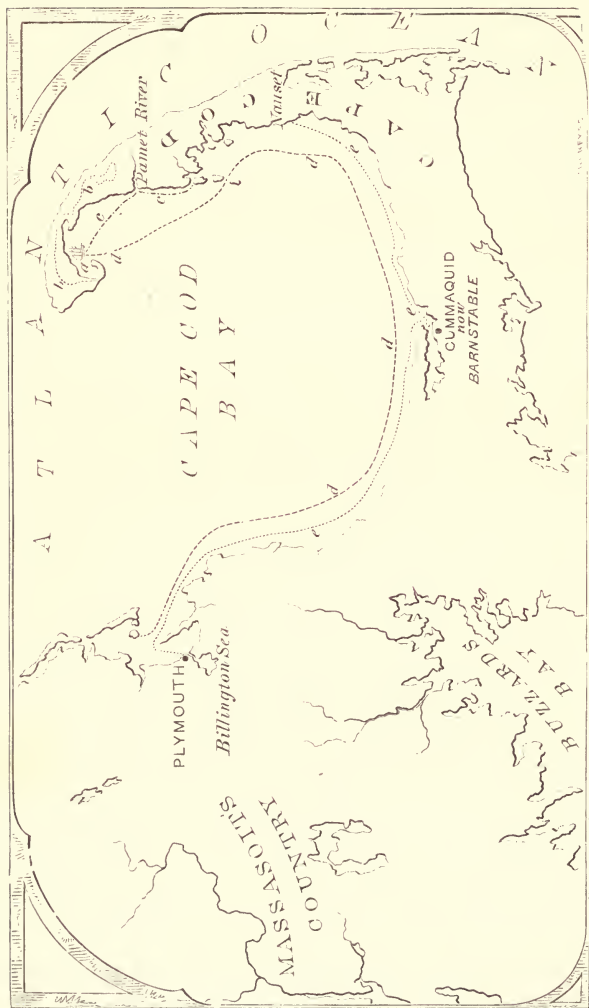 ATLANTIC OCEAN
MASSASOIT'S
COUNTRY
PLYMOUTH
Billington Sea
BUZZARDS
BAY
CAPE COD
BAY
CAPE COD
Pamet River
Nauset
CUMMAQUID
now
BARNSTABLE
a
b
b
c
c
d
d
d
d
d
e
e